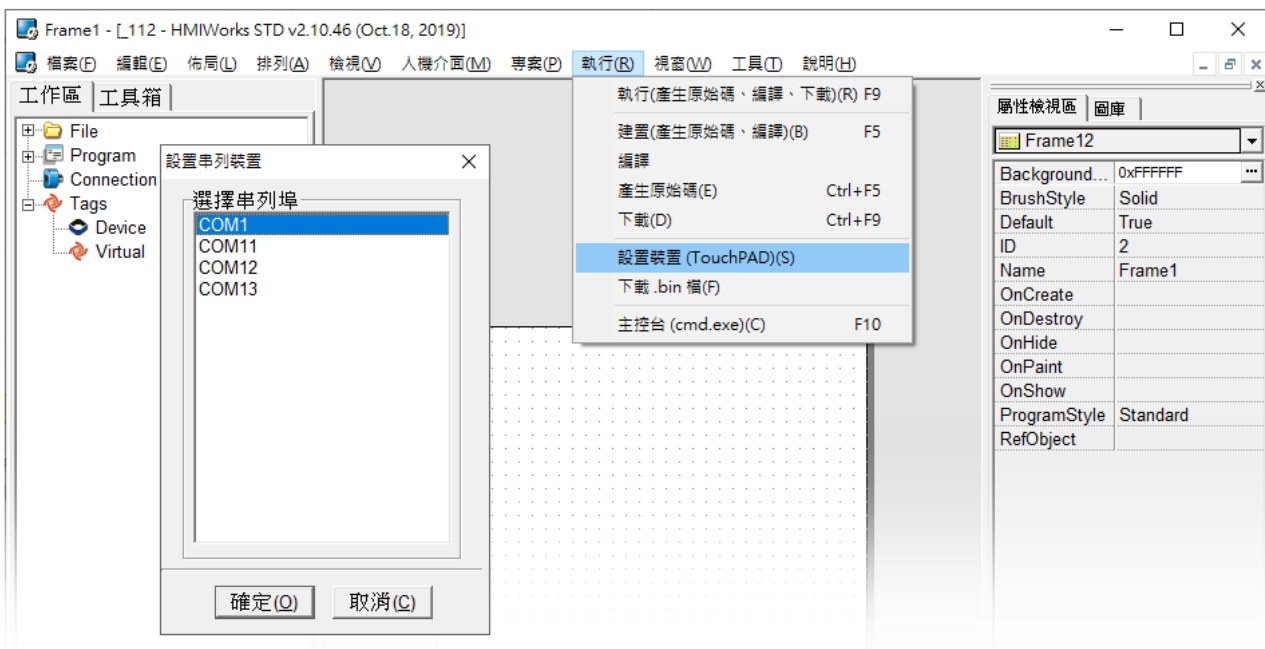 Frame1 - [_112 - HMIWorks STD v2.10.46 (Oct.18, 2019)]
檔案(F) 編輯(E) 佈局(L) 排列(A) 檢視(V) 人機介面(M) 專案(P) 執行(R) 視窗(W) 工具(T) 說明(H)
工作區 工具箱
File
Program
Connection
Tags
Device
Virtual
設置串列裝置
選擇串列埠
COM1
COM11
COM12
COM13
確定(O) 取消(C)
執行(產生原始碼、編譯、下載)(R) F9
建置(產生原始碼、編譯)(B) F5
編譯
產生原始碼(E) Ctrl+F5
下載(D) Ctrl+F9
設置裝置 (TouchPAD)(S)
下載 .bin 檔(F)
主控台 (cmd.exe)(C) F10
屬性檢視區 圖庫
Frame12
Background... 0xFFFFFF ...
BrushStyle Solid
Default True
ID 2
Name Frame1
OnCreate
OnDestroy
OnHide
OnPaint
OnShow
ProgramStyle Standard
RefObject